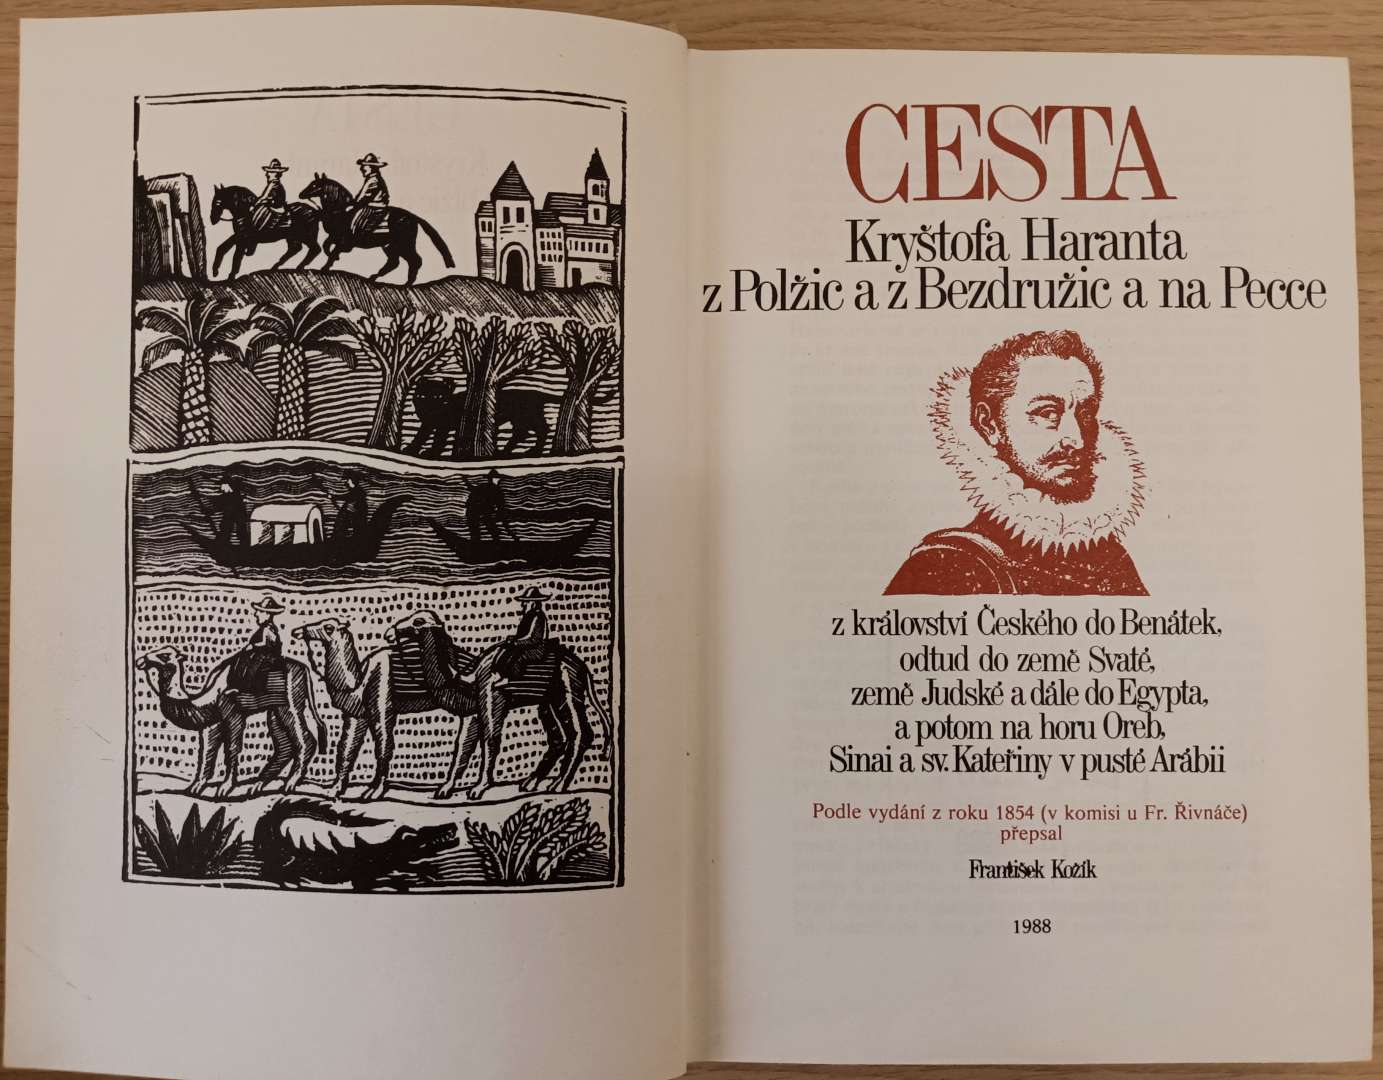 CESTA
Kryštofa Haranta
z Polžic a z Bezdružic a na Pecce
z království Českého do Benátek,
odtud do země Svaté,
země Judské a dále do Egypta,
a potom na horu Oreb,
Sinai a sv. Kateřiny v pusté Arábii
Podle vydání z roku 1854 (v komisi u Fr. Řivnáče)
přepsal
František Kožík
1988